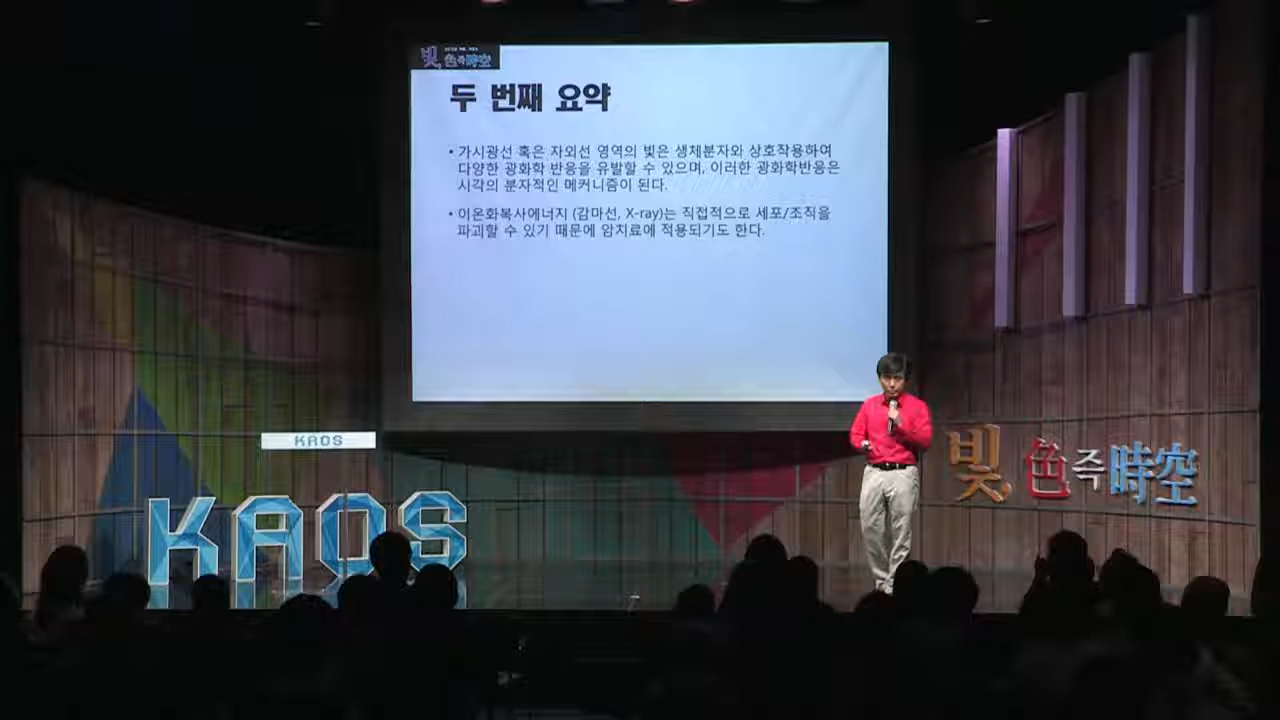 빛, 色즉時空
두 번째 요약
• 가시광선 혹은 자외선 영역의 빛은 생체분자와 상호작용하여
다양한 광화학 반응을 유발할 수 있으며, 이러한 광화학반응은
시각의 분자적인 메커니즘이 된다.
• 이온화복사에너지 (감마선, X-ray)는 직접적으로 세포/조직을
파괴할 수 있기 때문에 암치료에 적용되기도 한다.
KAOS
KAOS
빛, 色즉時空